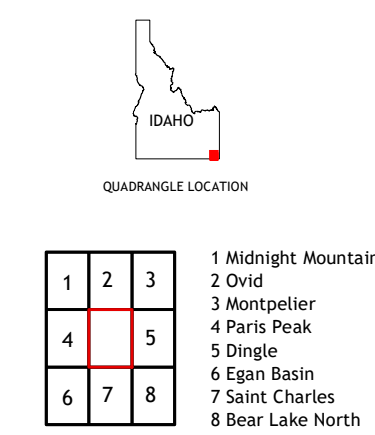 IDAHO
QUADRANGLE LOCATION
1 2 3
4 5
6 7 8
1 Midnight Mountain
2 Ovid
3 Montpelier
4 Paris Peak
5 Dingle
6 Egan Basin
7 Saint Charles
8 Bear Lake North